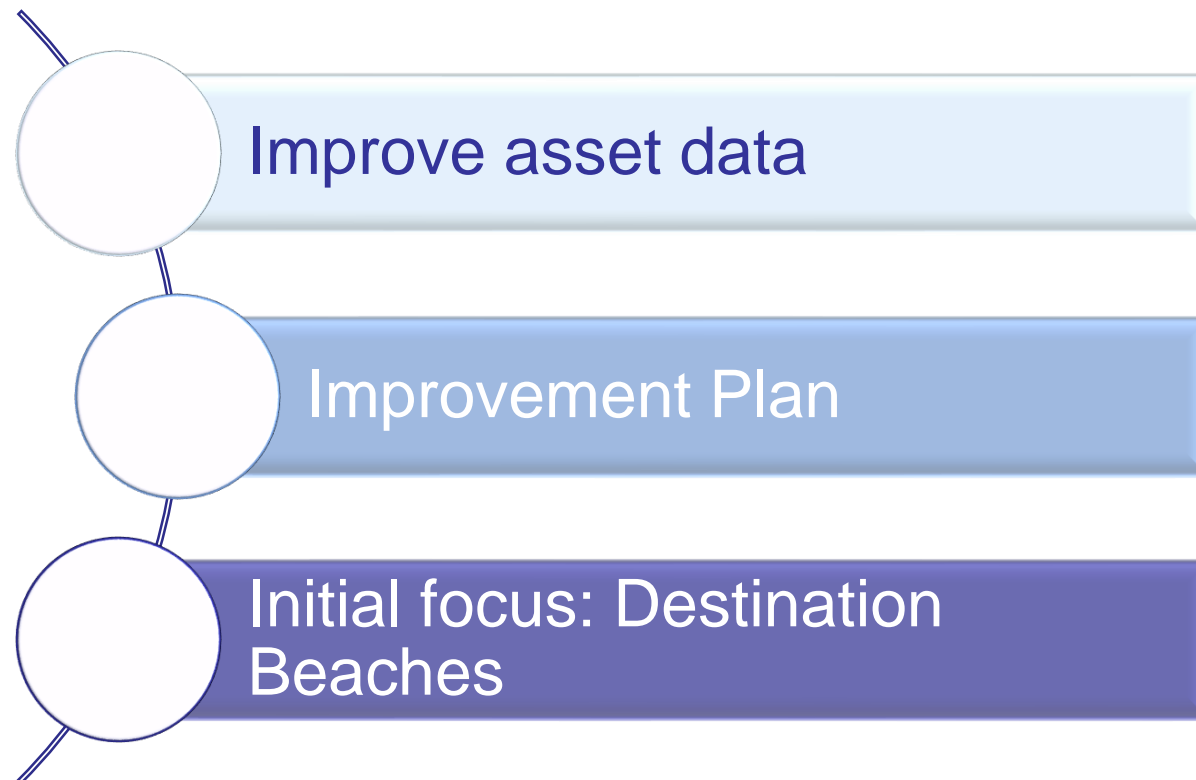 Improve asset data
Improvement Plan
Initial focus: Destination
Beaches